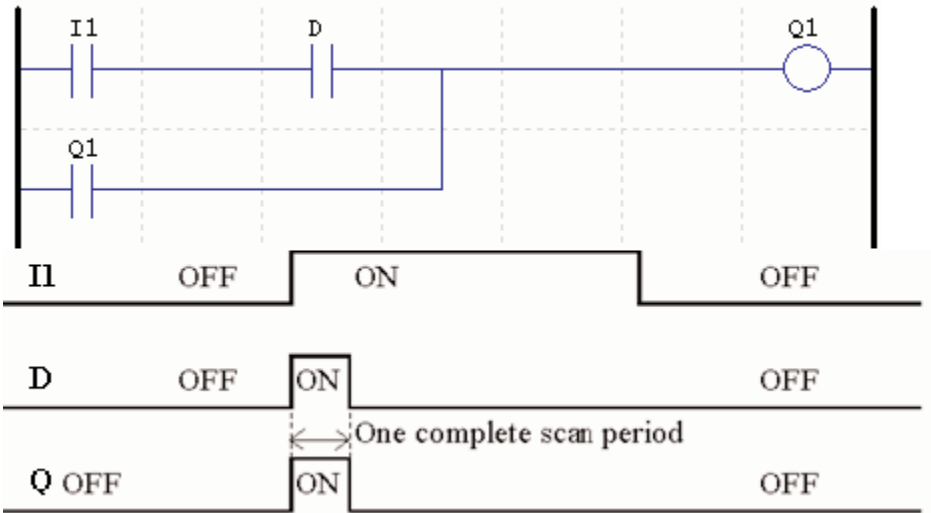 I1 D Q1
Q1
I1 OFF ON OFF
D OFF ON OFF
One complete scan period
Q OFF ON OFF